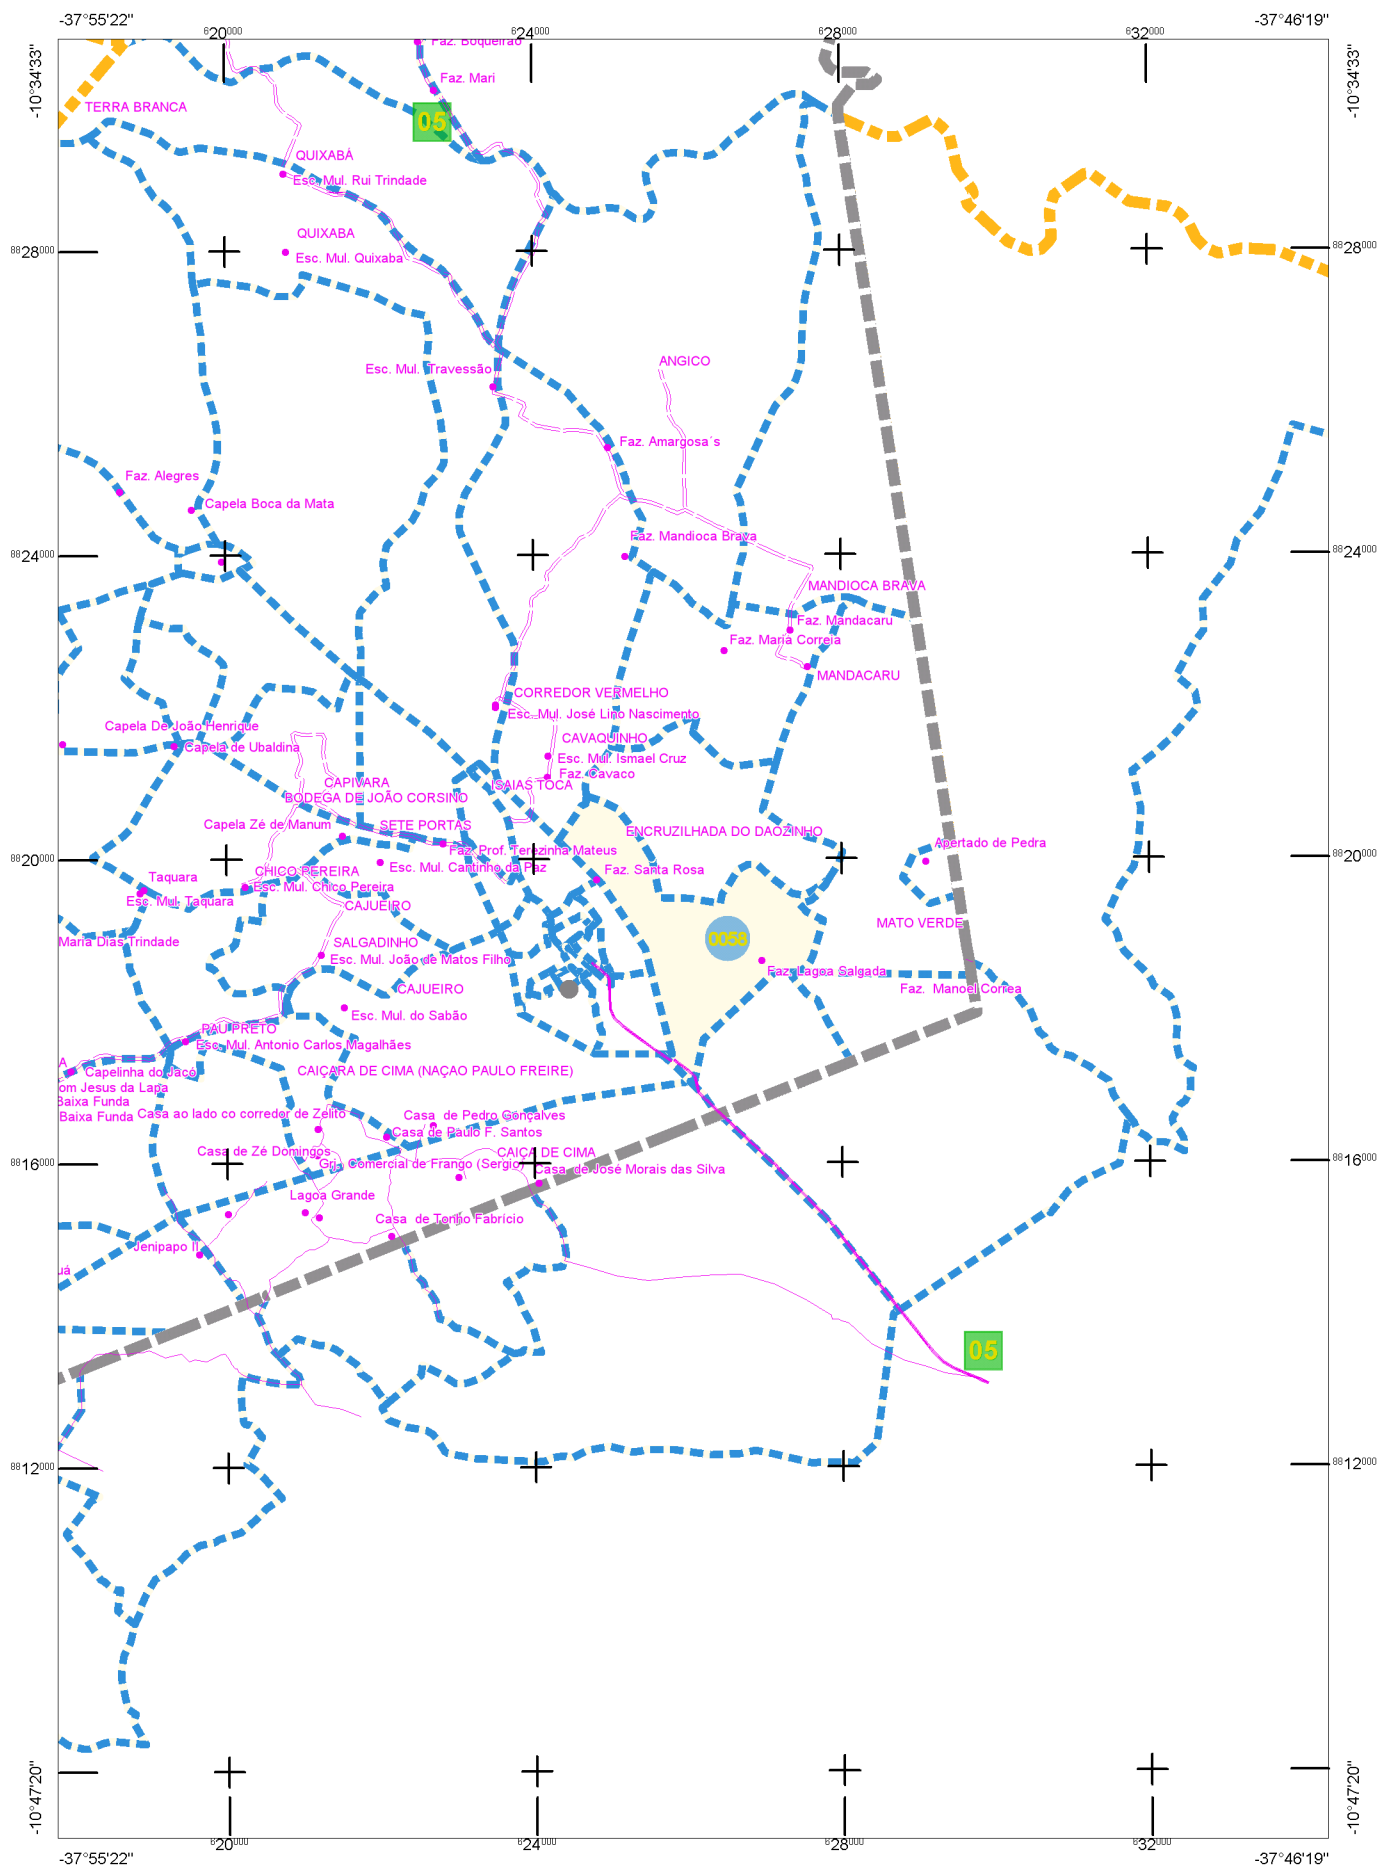 -37°55'22"
-37°46'19"
620000
624000
628000
632000
-10°34'33"
-10°34'33"
Faz. Boqueirão
Faz. Mari
TERRA BRANCA
05
QUIXABÁ
Esc. Mul. Rui Trindade
QUIXABA
Esc. Mul. Quixaba
8828000
8828000
ANGICO
Esc. Mul. Travessão
Faz. Amargosa´s
Faz. Alegres
Capela Boca da Mata
Faz. Mandioca Brava
8824000
8824000
MANDIOCA BRAVA
Faz. Mandacaru
Faz. Maria Correia
MANDACARU
CORREDOR VERMELHO
Esc. Mul. José Lino Nascimento
Capela De João Henrique
CAVAQUINHO
Capela de Ubaldina
Esc. Mul. Ismael Cruz
Faz. Cavaco
CAPIVARA
ISAIAS TOCA
BODEGA DE JOÃO CORSINO
Capela Zé de Manum
SETE PORTAS
ENCRUZILHADA DO DAOZINHO
Apertado de Pedra
Faz. Prof. Terezinha Mateus
8820000
8820000
Esc. Mul. Cantinho da Paz
CHICO PEREIRA
Faz. Santa Rosa
Taquara
Esc. Mul. Chico Pereira
Esc. Mul. Taquara
CAJUEIRO
MATO VERDE
0058
Maria Dias Trindade
SALGADINHO
Esc. Mul. João de Matos Filho
Faz. Lagoa Salgada
CAJUEIRO
Faz. Manoel Correa
Esc. Mul. do Sabão
PAU PRETO
Esc. Mul. Antonio Carlos Magalhães
A
Capelinha do Jacó
CAIÇARA DE CIMA (NAÇAO PAULO FREIRE)
om Jesus da Lapa
Baixa Funda
Baixa Funda
Casa ao lado co corredor de Zelito
Casa de Pedro Gonçalves
Casa de Paulo F. Santos
Casa de Zé Domingos
CAIÇA DE CIMA
Grj. Comercial de Frango (Sergio)
Casa de José Morais das Silva
8816000
8816000
Lagoa Grande
Casa de Tonho Fabrício
Jenipapo II
uá
05
8812000
8812000
-10°47'20"
-10°47'20"
620000
624000
628000
632000
-37°55'22"
-37°46'19"